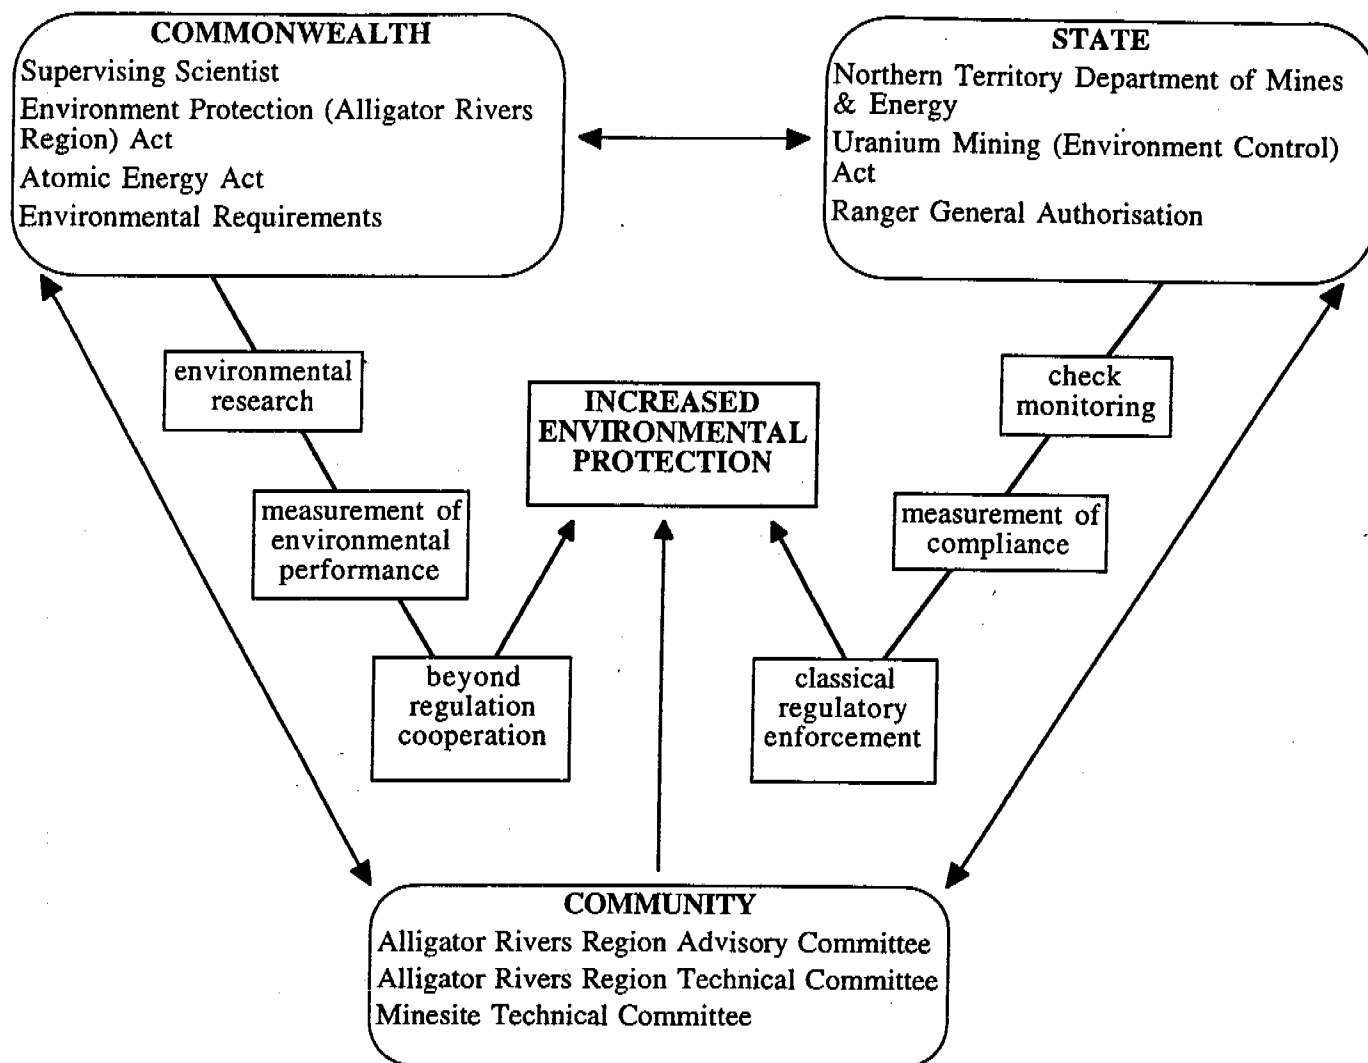 COMMONWEALTH
Supervising Scientist
Environment Protection (Alligator Rivers
Region) Act
Atomic Energy Act
Environmental Requirements
STATE
Northern Territory Department of Mines
& Energy
Uranium Mining (Environment Control)
Act
Ranger General Authorisation
environmental
research
measurement of
environmental
performance
beyond
regulation
cooperation
INCREASED
ENVIRONMENTAL
PROTECTION
check
monitoring
measurement of
compliance
classical
regulatory
enforcement
COMMUNITY
Alligator Rivers Region Advisory Committee
Alligator Rivers Region Technical Committee
Minesite Technical Committee